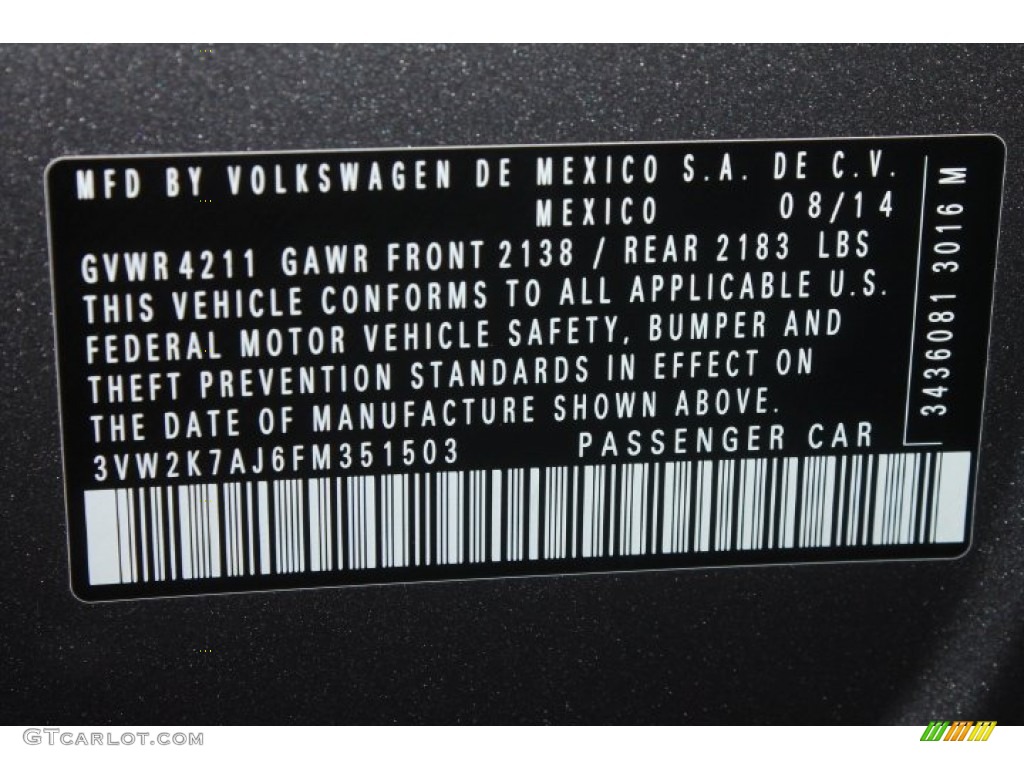 MFD BY VOLKSWAGEN DE MEXICO S.A. DE C.V.
MEXICO 08/14
GVWR 4211 GAWR FRONT 2138 / REAR 2183 LBS
THIS VEHICLE CONFORMS TO ALL APPLICABLE U.S.
FEDERAL MOTOR VEHICLE SAFETY, BUMPER AND
THEFT PREVENTION STANDARDS IN EFFECT ON
THE DATE OF MANUFACTURE SHOWN ABOVE.
3VW2K7AJ6FM351503 PASSENGER CAR
3436081 3016 M
GTCARLOT.COM